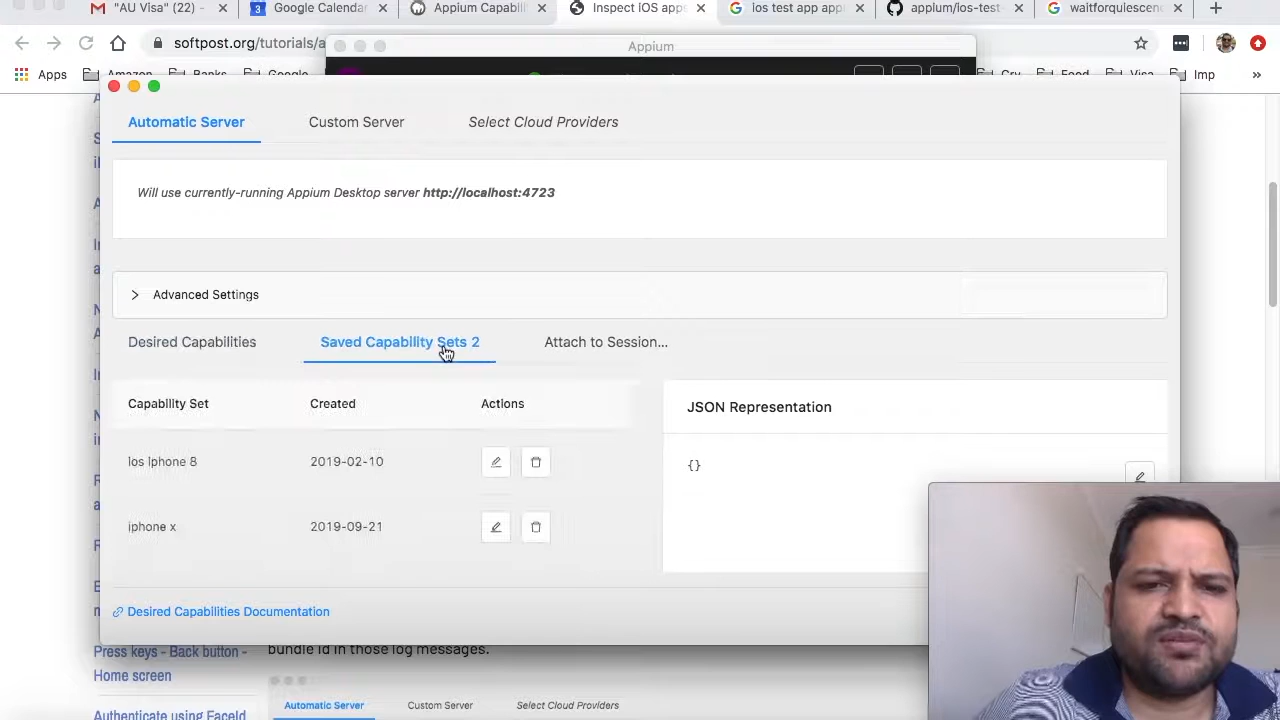 "AU Visa" (22) -
Google Calendar
Appium Capabil
Inspect iOS apps
ios test app app
appium/ios-test-
waitforquiescenc
softpost.org/tutorials/a
Appium
Apps
Amazon
Banks
Google
Cry
Food
Visa
Imp
Automatic Server
Custom Server
Select Cloud Providers
Will use currently-running Appium Desktop server http://localhost:4723
Advanced Settings
Desired Capabilities
Saved Capability Sets 2
Attach to Session...
Capability Set
Created
Actions
JSON Representation
Ios Iphone 8
2019-02-10
{}
iphone x
2019-09-21
Desired Capabilities Documentation
Press keys - Back button -
bundle id in those log messages.
Home screen
Automatic Server
Custom Server
Select Cloud Providers
Authenticate using FaceId